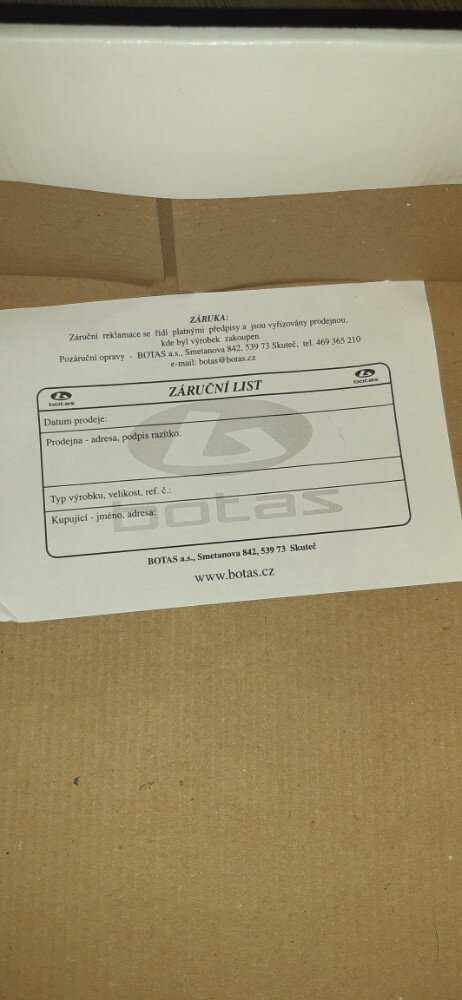 ZÁRUKA:
Záruční reklamace se řídí platnými předpisy a jsou vyřizovány prodejnou,
kde byl výrobek zakoupen.
Pozáruční opravy - BOTAS a.s., Smetanova 842, 539 73 Skuteč, tel. 469 365 210
e-mail: botas@botas.cz
botas
ZÁRUČNÍ LIST
botas
Datum prodeje:
Prodejna - adresa, podpis razítko:
Typ výrobku, velikost, ref. č.:
botas
Kupující - jméno, adresa:
BOTAS a.s., Smetanova 842, 539 73 Skuteč
www.botas.cz